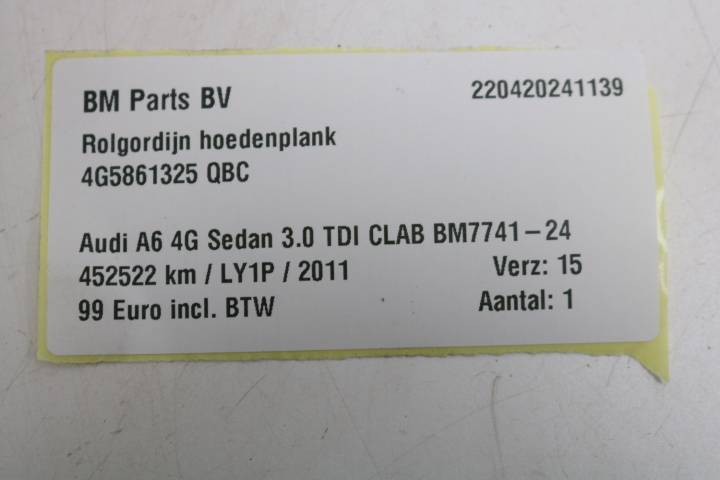 BM Parts BV 220420241139
Rolgordijn hoedenplank
4G5861325 QBC
Audi A6 4G Sedan 3.0 TDI CLAB BM7741-24
452522 km / LY1P / 2011 Verz: 15
99 Euro incl. BTW Aantal: 1